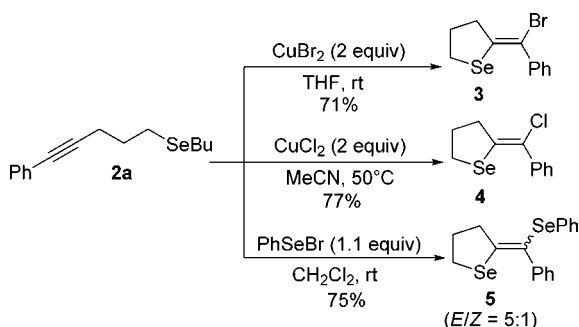 CuBr2 (2 equiv)
THF, rt
71%
Br
Se
Ph
3
Ph
SeBu
2a
CuCl2 (2 equiv)
MeCN, 50°C
77%
Cl
Se
Ph
4
PhSeBr (1.1 equiv)
CH2Cl2, rt
75%
SePh
Se
Ph
5
(E/Z = 5:1)